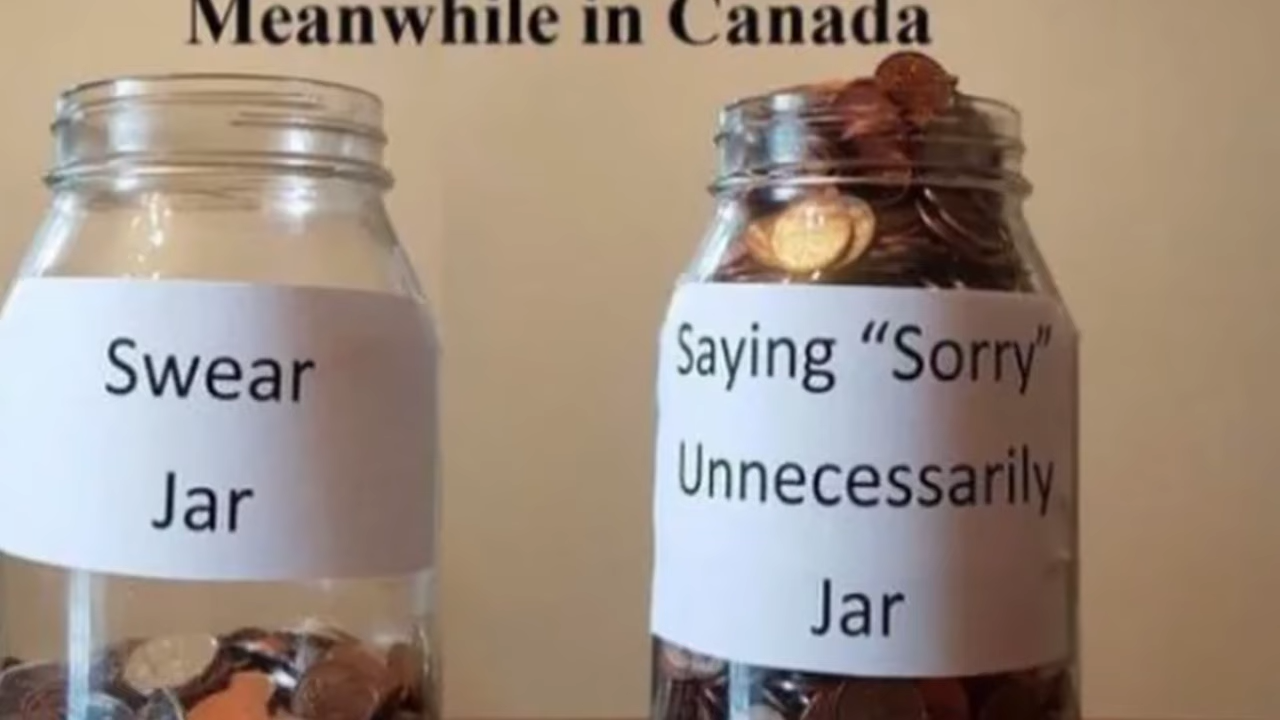 Meanwhile in Canada
Swear
Jar
Saying “Sorry”
Unnecessarily
Jar